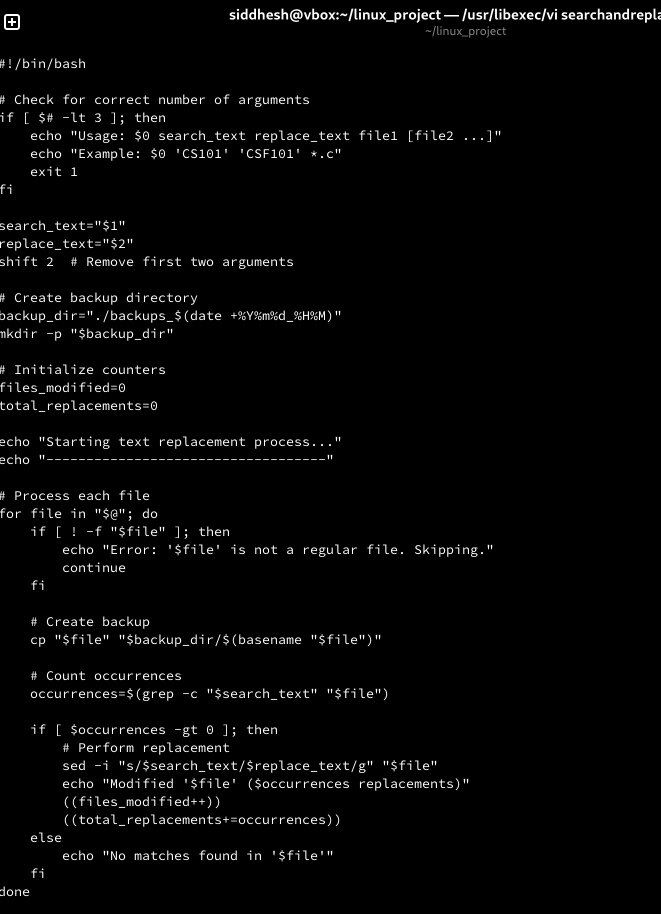 siddhesh@vbox:~/linux_project — /usr/libexec/vi searchandrepla
~/linux_project
#!/bin/bash
# Check for correct number of arguments
if [ $# -lt 3 ]; then
    echo "Usage: $0 search_text replace_text file1 [file2 ...]"
    echo "Example: $0 'CS101' 'CSF101' *.c"
    exit 1
fi
search_text="$1"
replace_text="$2"
shift 2  # Remove first two arguments
# Create backup directory
backup_dir="./backups_$(date +%Y%m%d_%H%M)"
mkdir -p "$backup_dir"
# Initialize counters
files_modified=0
total_replacements=0
echo "Starting text replacement process..."
echo "-----------------------------------"
# Process each file
for file in "$@"; do
    if [ ! -f "$file" ]; then
        echo "Error: '$file' is not a regular file. Skipping."
        continue
    fi
    # Create backup
    cp "$file" "$backup_dir/$(basename "$file")"
    # Count occurrences
    occurrences=$(grep -c "$search_text" "$file")
    if [ $occurrences -gt 0 ]; then
        # Perform replacement
        sed -i "s/$search_text/$replace_text/g" "$file"
        echo "Modified '$file' ($occurrences replacements)"
        ((files_modified++))
        ((total_replacements+=occurrences))
    else
        echo "No matches found in '$file'"
    fi
done